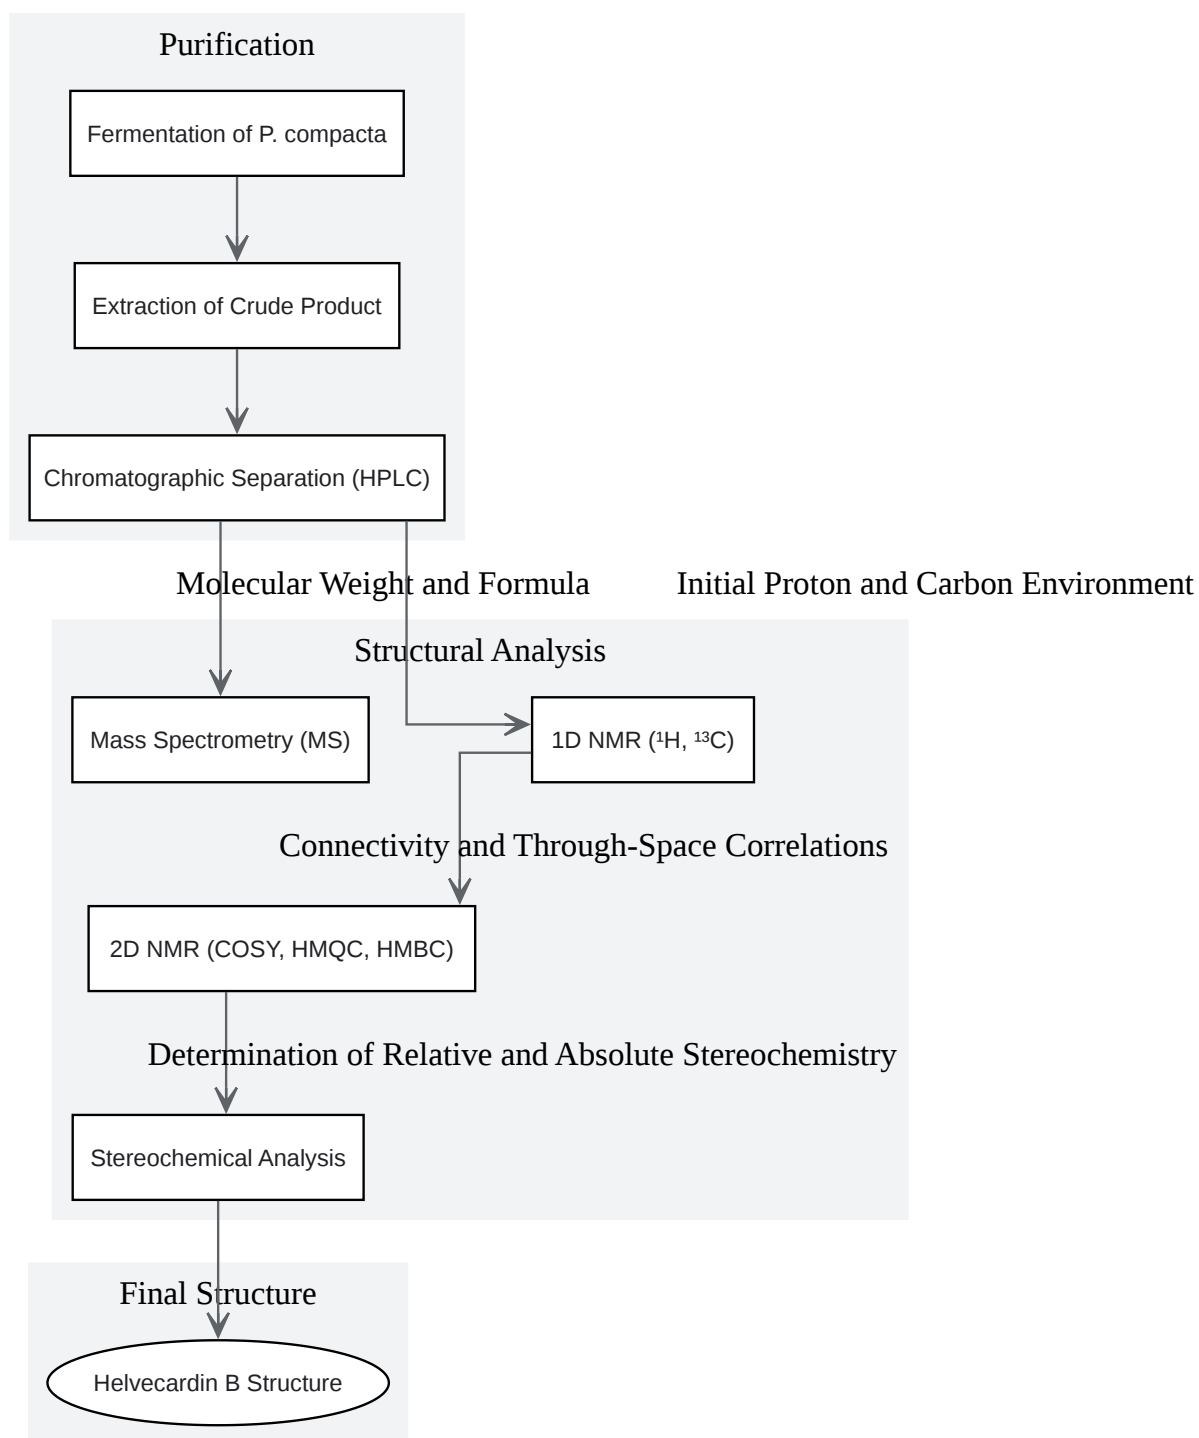 Purification
Fermentation of P. compacta
Extraction of Crude Product
Chromatographic Separation (HPLC)
Molecular Weight and Formula
Initial Proton and Carbon Environment
Structural Analysis
Mass Spectrometry (MS)
1D NMR (¹H, ¹³C)
Connectivity and Through-Space Correlations
2D NMR (COSY, HMQC, HMBC)
Determination of Relative and Absolute Stereochemistry
Stereochemical Analysis
Final Structure
Helvecardin B Structure